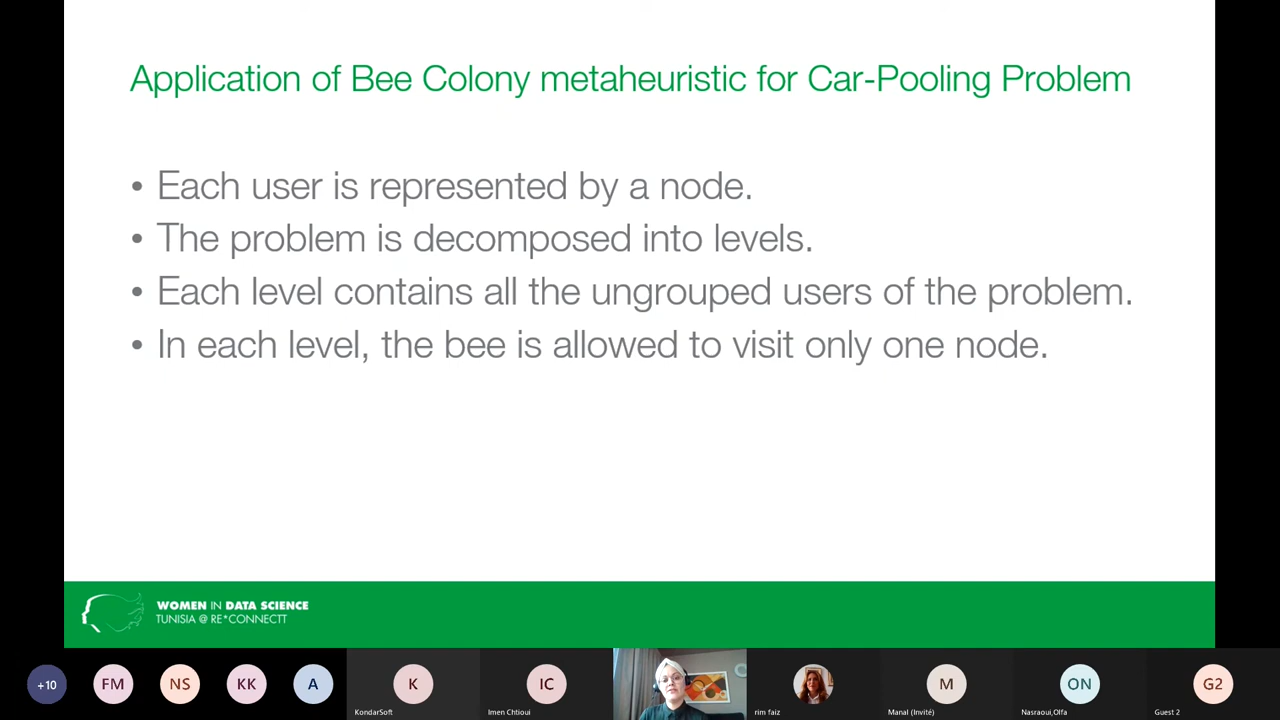 Application of Bee Colony metaheuristic for Car-Pooling Problem
• Each user is represented by a node.
• The problem is decomposed into levels.
• Each level contains all the ungrouped users of the problem.
• In each level, the bee is allowed to visit only one node.
WOMEN IN DATA SCIENCE
TUNISIA @ RE*CONNECTT
+10
FM
NS
KK
A
K
IC
M
ON
G2
KondarSoft
Imen Chtioui
rim faiz
Manal (Invité)
Nasraoui,Olfa
Guest 2